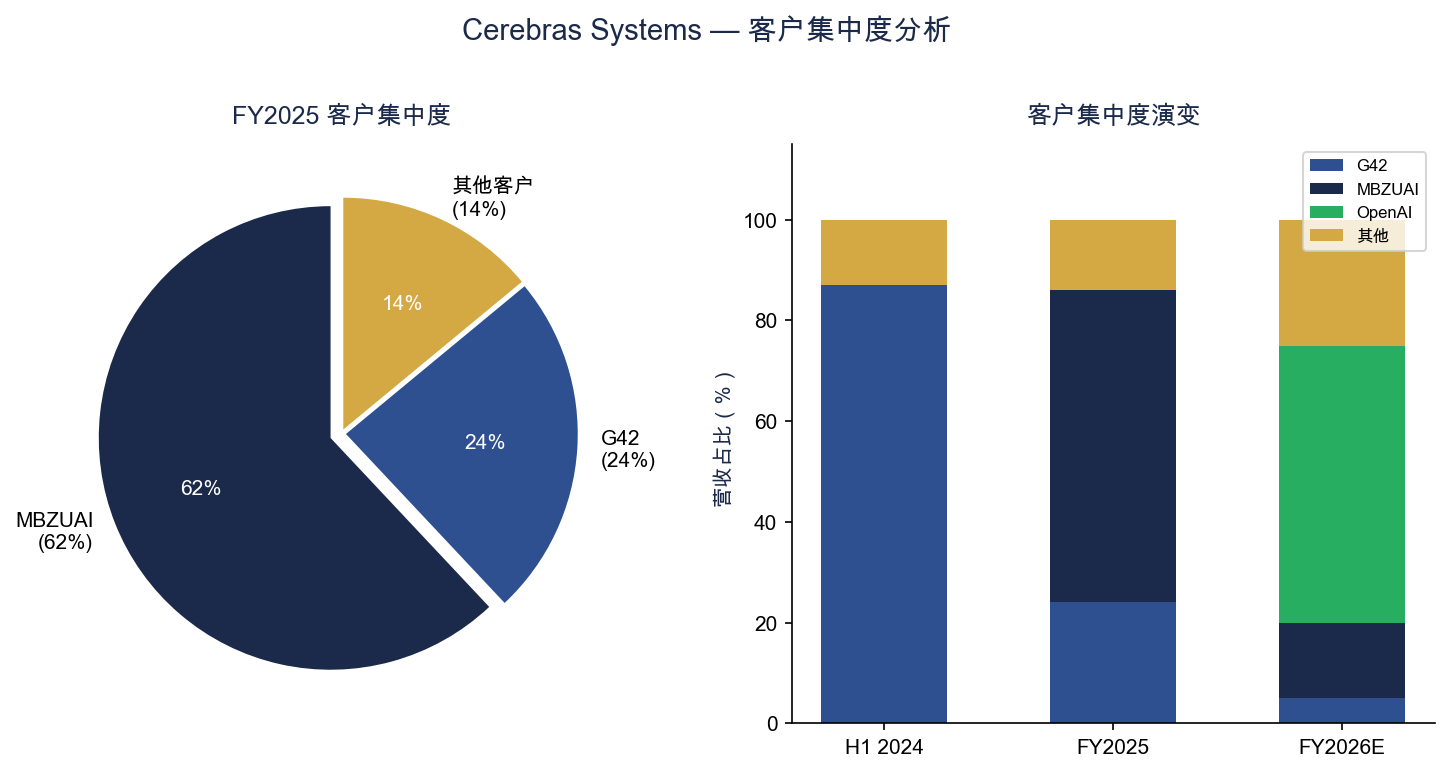 Cerebras Systems — 客户集中度分析
FY2025 客户集中度
其他客户
(14%)
14%
24%
G42
(24%)
62%
MBZUAI
(62%)
客户集中度演变
G42
MBZUAI
OpenAI
其他
营收占比 ( % )
100
80
60
40
20
0
H1 2024
FY2025
FY2026E